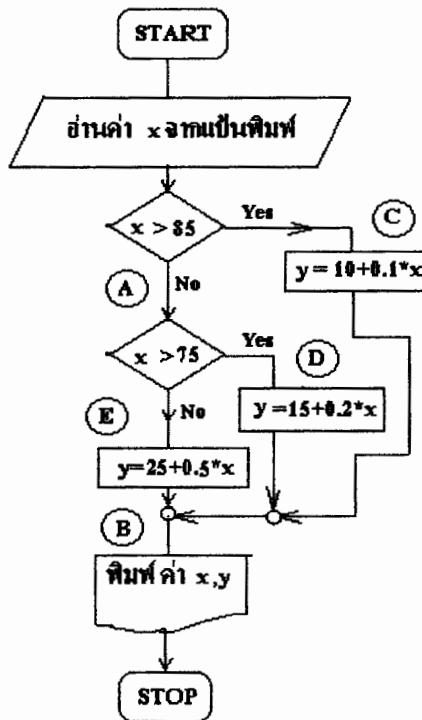 START
อ่านค่า x จากแป้นพิมพ์
x > 85
Yes
C
y = 10+0.1*x
A
No
x >75
Yes
D
y =15+0.2*x
E
No
y=25+0.5*x
B
พิมพ์ ค่า x,y
STOP